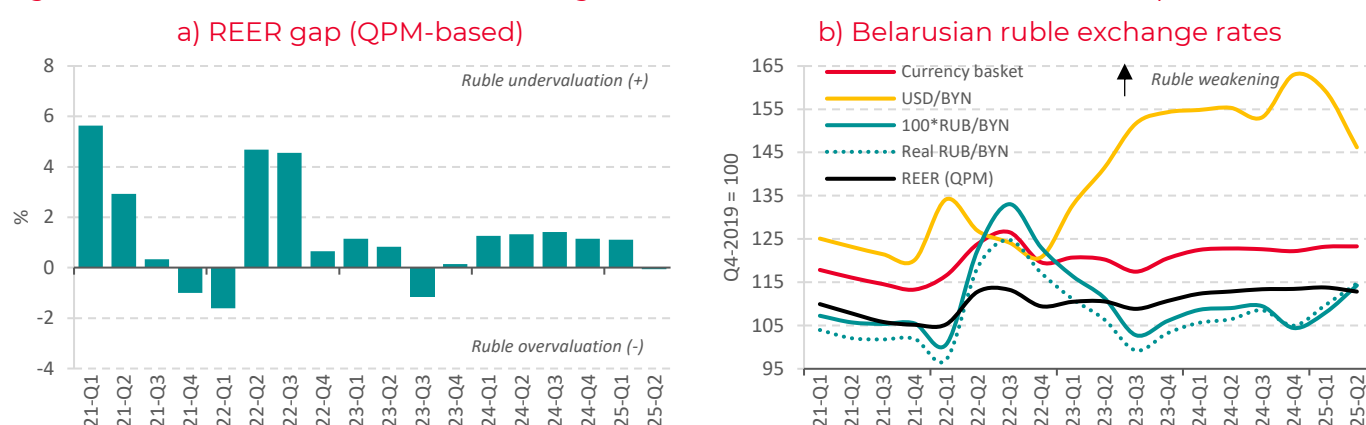 a) REER gap (QPM-based)
8
6
4
2
0
-2
-4
%
Ruble undervaluation (+)
Ruble overvaluation (-)
21-Q1
21-Q2
21-Q3
21-Q4
22-Q1
22-Q2
22-Q3
22-Q4
23-Q1
23-Q2
23-Q3
23-Q4
24-Q1
24-Q2
24-Q3
24-Q4
25-Q1
25-Q2
b) Belarusian ruble exchange rates
165
155
145
135
125
115
105
95
Q4-2019 = 100
Currency basket
USD/BYN
100*RUB/BYN
Real RUB/BYN
REER (QPM)
Ruble weakening
21-Q1
21-Q2
21-Q3
21-Q4
22-Q1
22-Q2
22-Q3
22-Q4
23-Q1
23-Q2
23-Q3
23-Q4
24-Q1
24-Q2
24-Q3
24-Q4
25-Q1
25-Q2